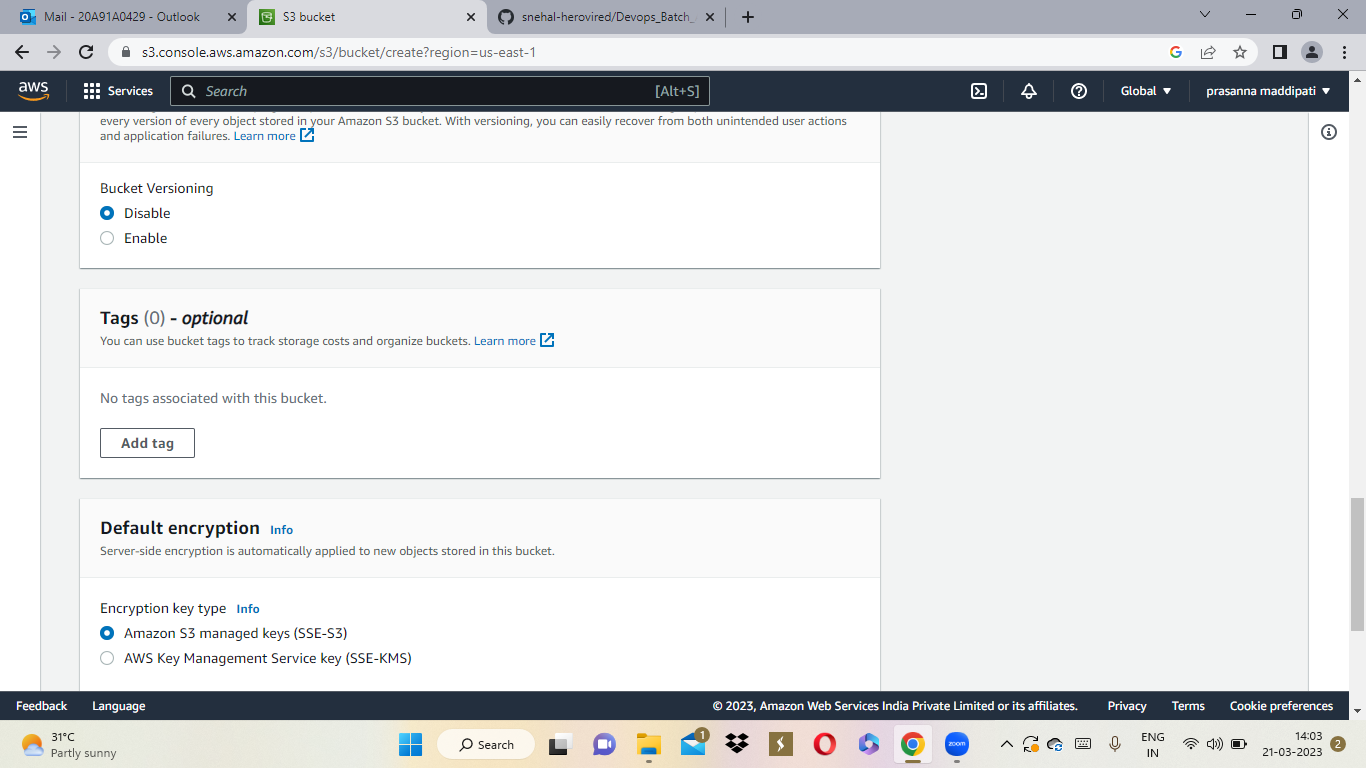 Mail - 20A91A0429 - Outlook
S3 bucket
snehal-herovired/Devops_Batch_
s3.console.aws.amazon.com/s3/bucket/create?region=us-east-1
aws
Services
Search
[Alt+S]
Global
prasanna maddipati
every version of every object stored in your Amazon S3 bucket. With versioning, you can easily recover from both unintended user actions
and application failures. Learn more
Bucket Versioning
Disable
Enable
Tags (0) - optional
You can use bucket tags to track storage costs and organize buckets. Learn more
No tags associated with this bucket.
Add tag
Default encryption Info
Server-side encryption is automatically applied to new objects stored in this bucket.
Encryption key type Info
Amazon S3 managed keys (SSE-S3)
AWS Key Management Service key (SSE-KMS)
Feedback
Language
© 2023, Amazon Web Services India Private Limited or its affiliates.
Privacy
Terms
Cookie preferences
31°C
Partly sunny
Search
1
zoom
ENG
IN
14:03
21-03-2023
2